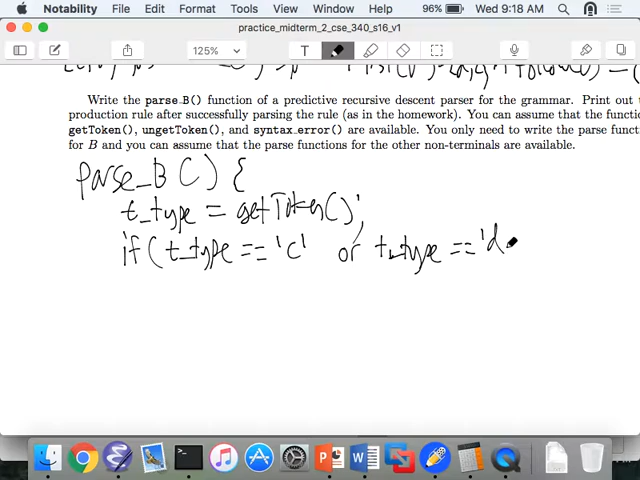 Notability File Edit Tools Window Help 96% Wed 9:18 AM
practice_midterm_2_cse_340_s16_v1
125%
Write the parse_B() function of a predictive recursive descent parser for the grammar. Print out
production rule after successfully parsing the rule (as in the homework). You can assume that the
getToken(), ungetToken(), and syntax_error() are available. You only need to write the parse
for B and you can assume that the parse functions for the other non-terminals are available.
parse_B () {
t_type = getToken();
if ( t_type == 'c' or t_type == 'd